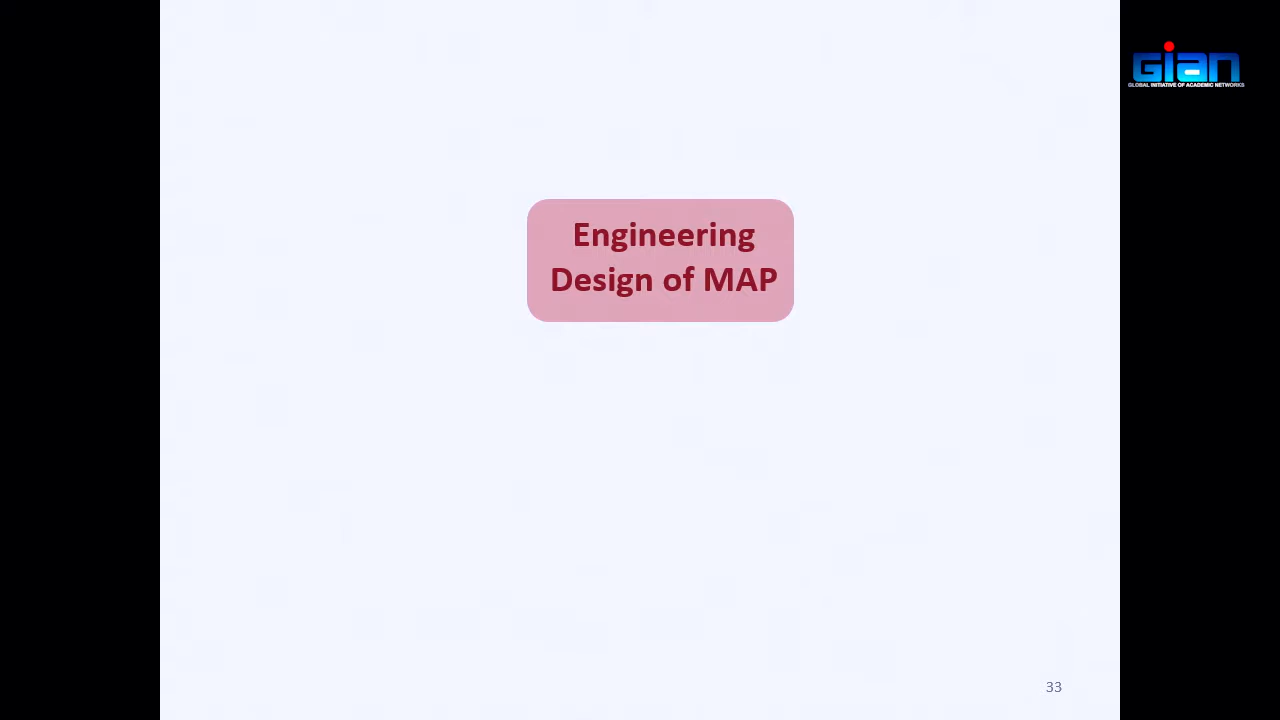 Engineering
Design of MAP
GIAN
GLOBAL INITIATIVE OF ACADEMIC NETWORKS
33